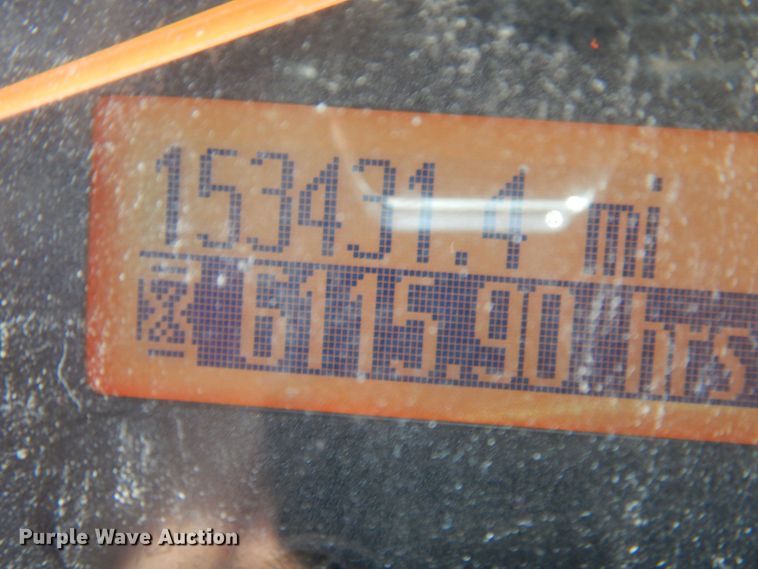 153431.4 mi
6115.90 hrs
Purple Wave Auction